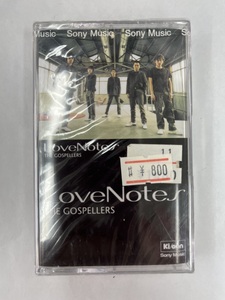 Music Sony Music Sony Music S
LoveNotes
THE GOSPELLERS
¥ 800
LoveNotes
THE GOSPELLERS
Ki/oon
Sony Music